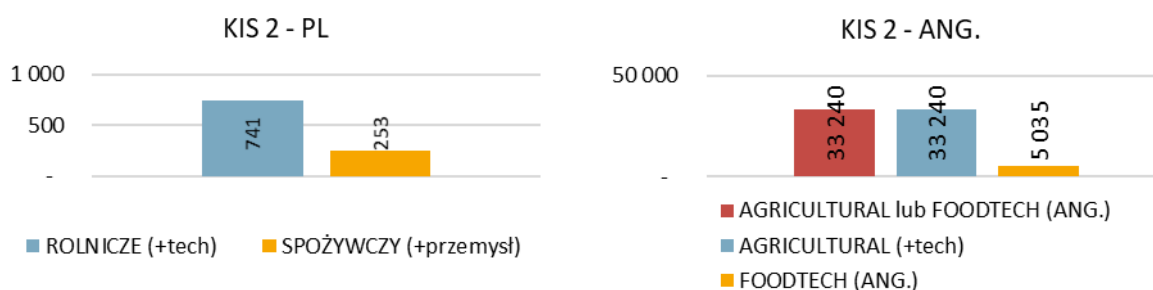 KIS 2 - PL
1 000
500
-
741
253
ROLNICZE (+tech)
SPOŻYWCZY (+przemysł)
KIS 2 - ANG.
50 000
-
33 240
33 240
5 035
AGRICULTURAL lub FOODTECH (ANG.)
AGRICULTURAL (+tech)
FOODTECH (ANG.)